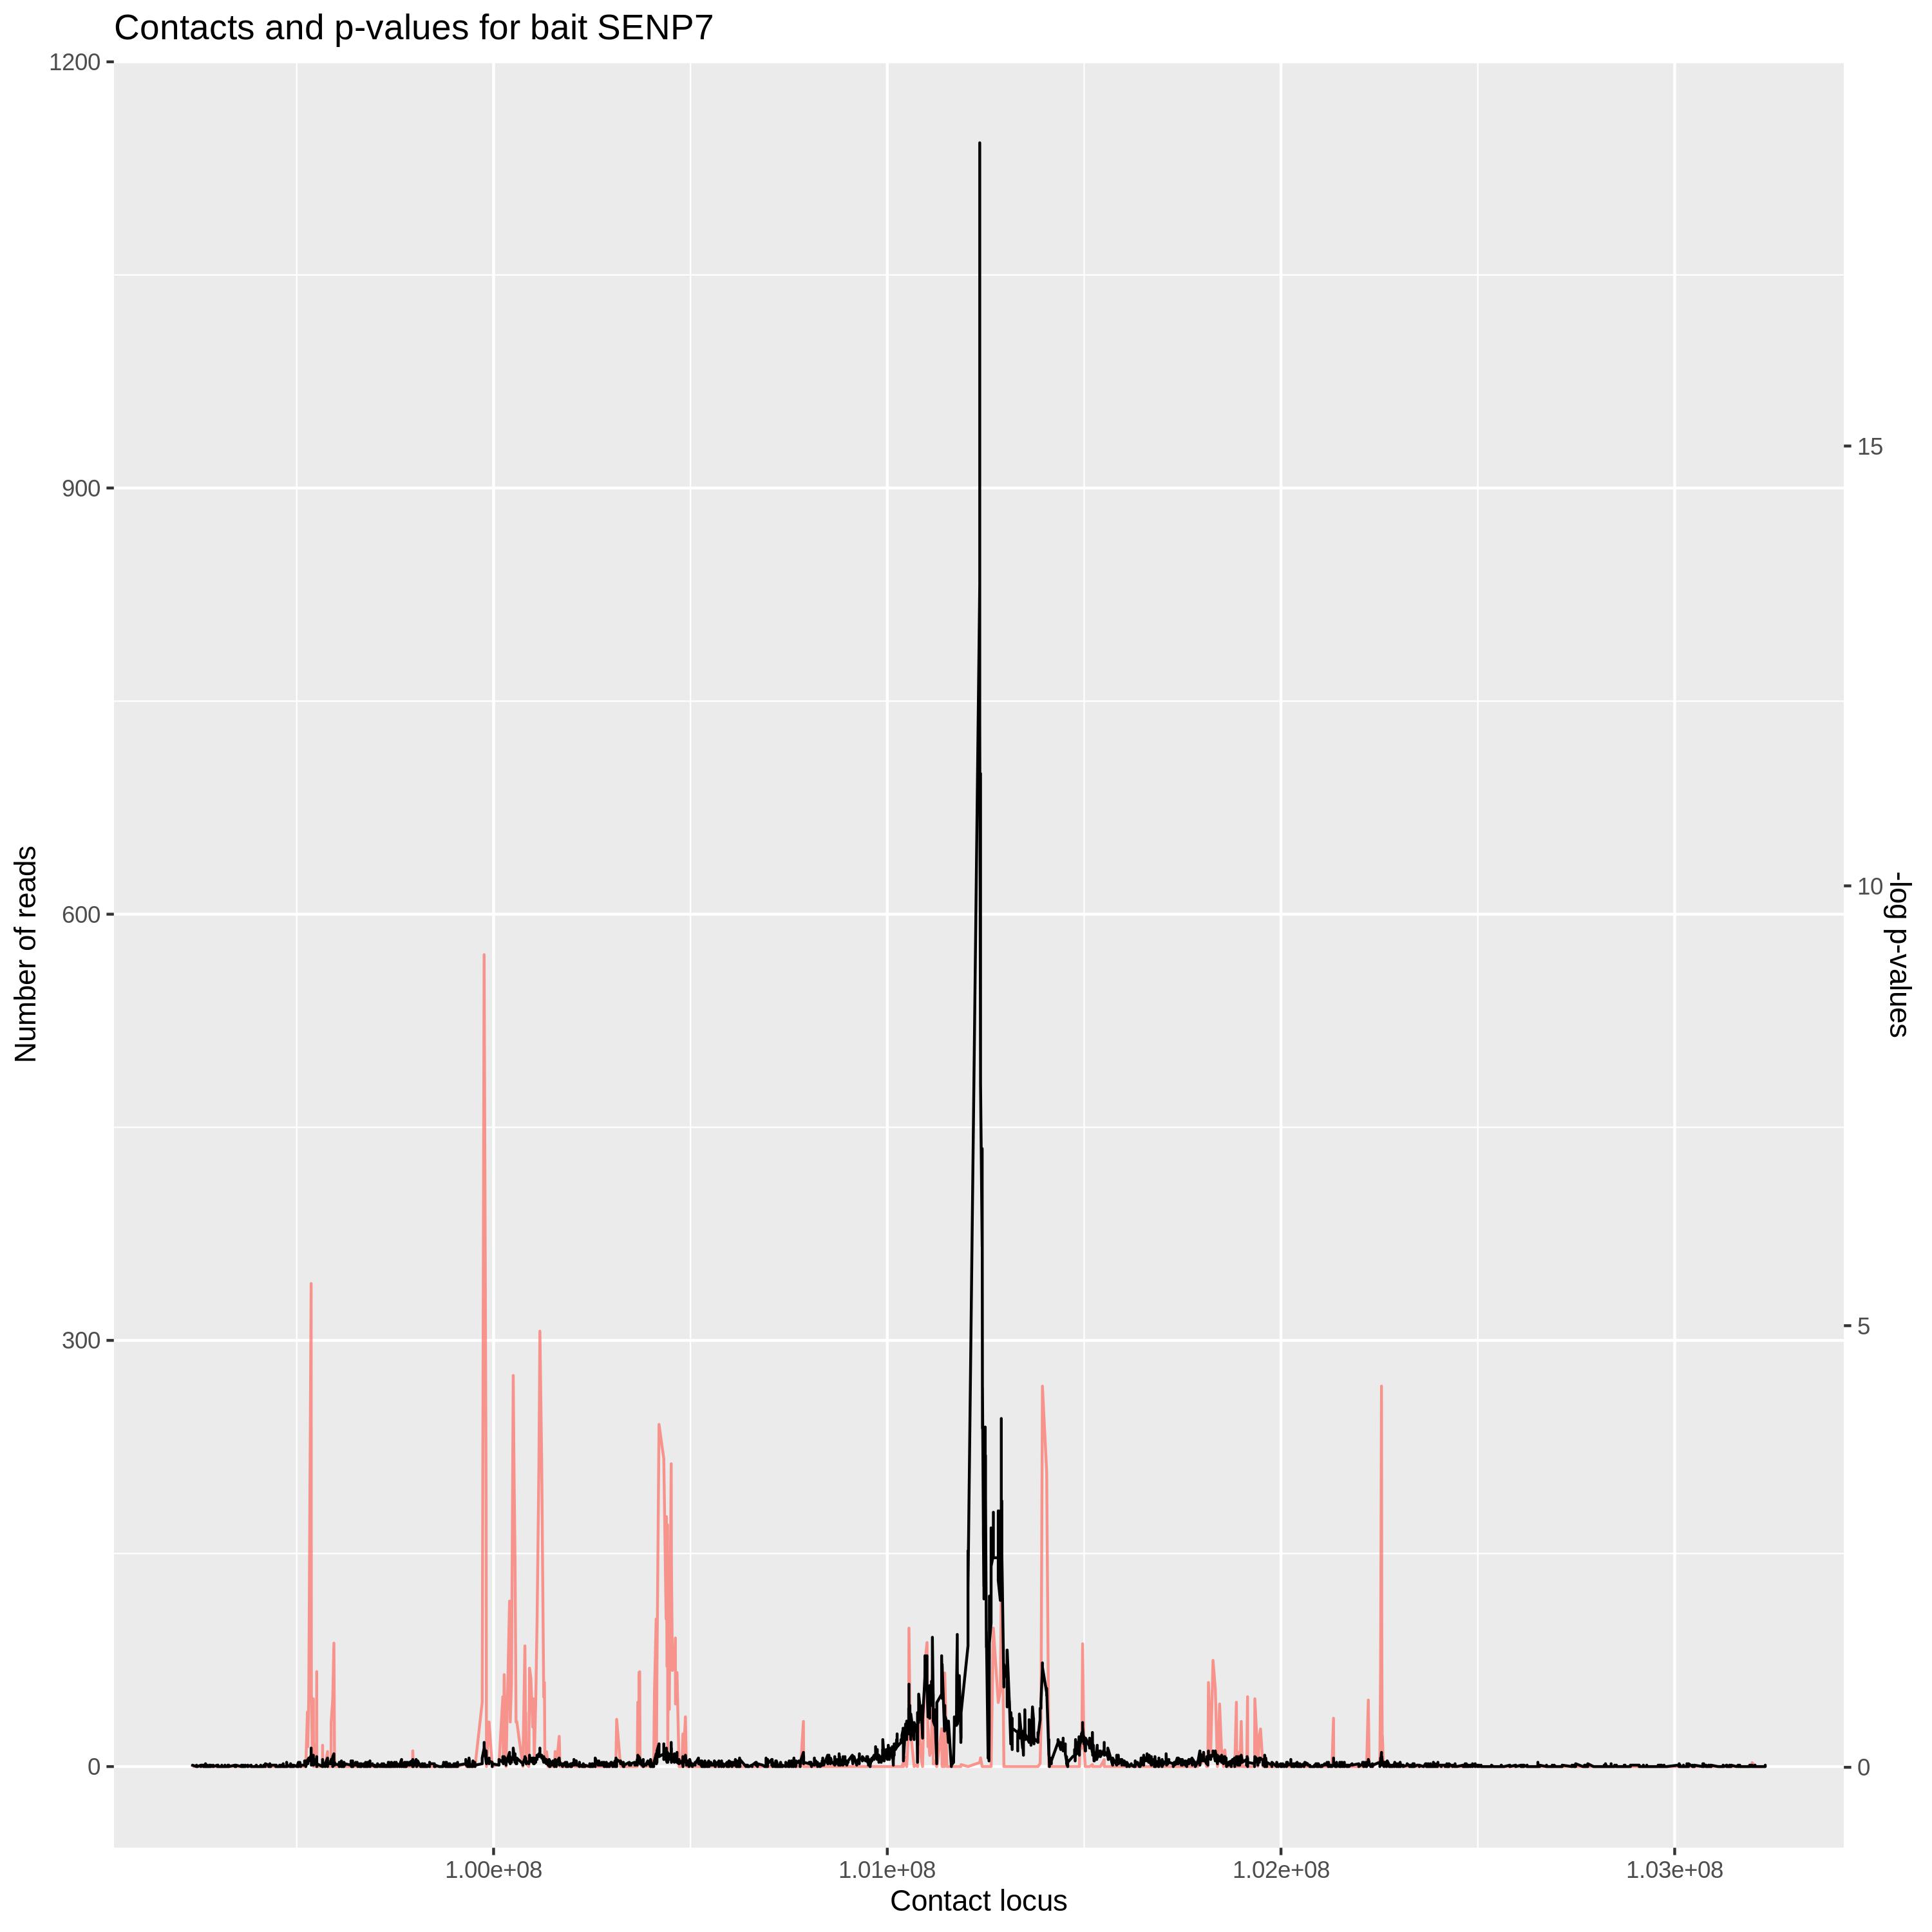 Contacts and p-values for bait SENP7
1200
900
600
300
0
Number of reads
15
10
5
0
-log p-values
1.00e+08
1.01e+08
1.02e+08
1.03e+08
Contact locus